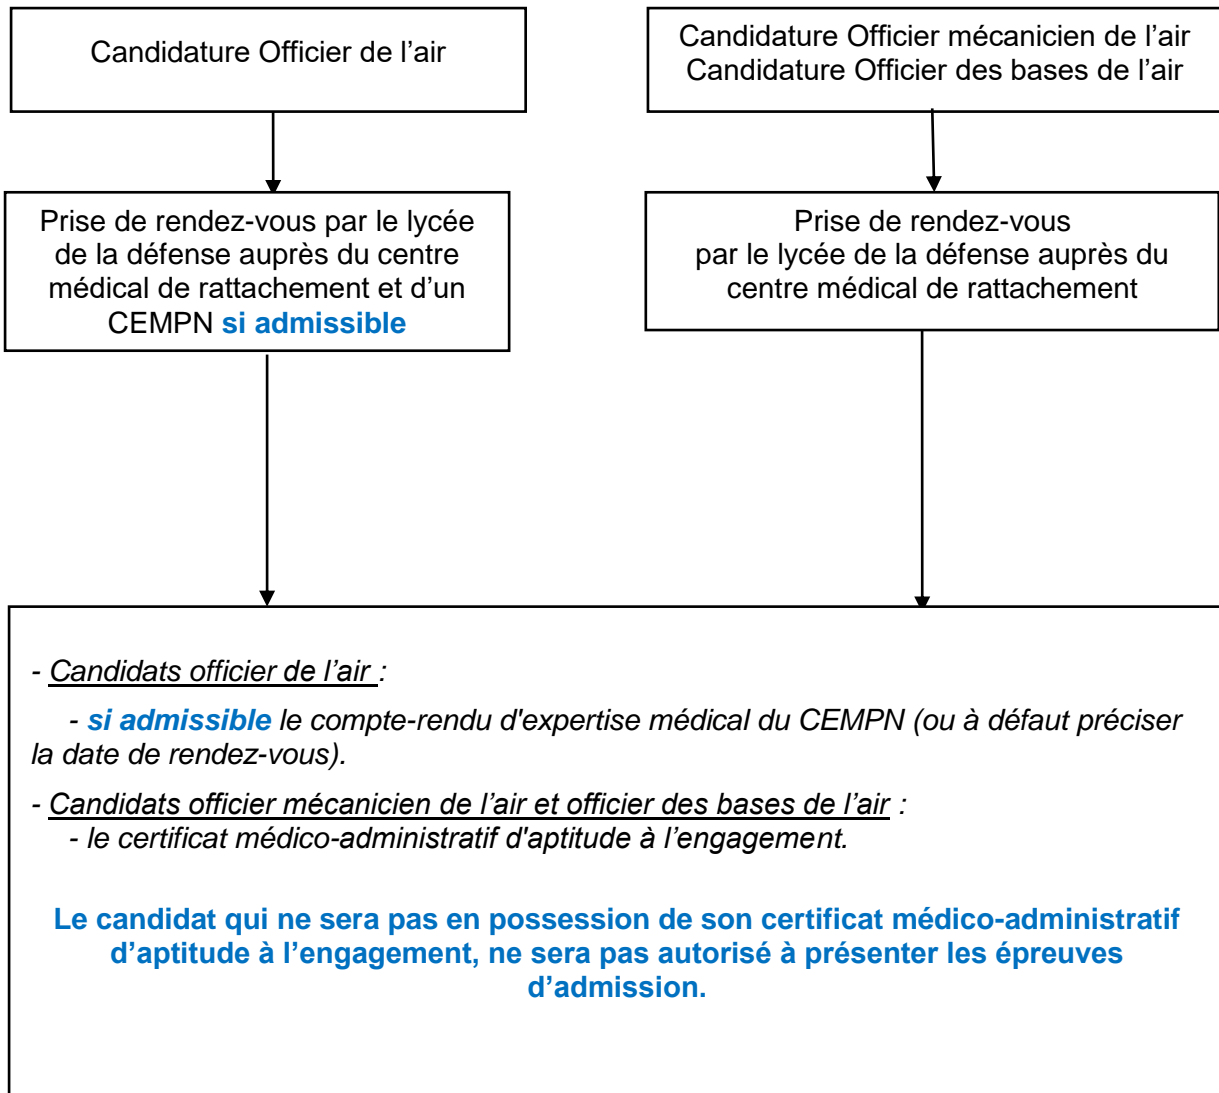 Candidature Officier de l’air
Candidature Officier mécanicien de l’air
Candidature Officier des bases de l’air
Prise de rendez-vous par le lycée
de la défense auprès du centre
médical de rattachement et d’un
CEMPN si admissible
Prise de rendez-vous
par le lycée de la défense auprès du
centre médical de rattachement
- Candidats officier de l’air :
- si admissible le compte-rendu d'expertise médical du CEMPN (ou à défaut préciser
la date de rendez-vous).
- Candidats officier mécanicien de l’air et officier des bases de l’air :
- le certificat médico-administratif d'aptitude à l’engagement.
Le candidat qui ne sera pas en possession de son certificat médico-administratif
d’aptitude à l’engagement, ne sera pas autorisé à présenter les épreuves
d’admission.